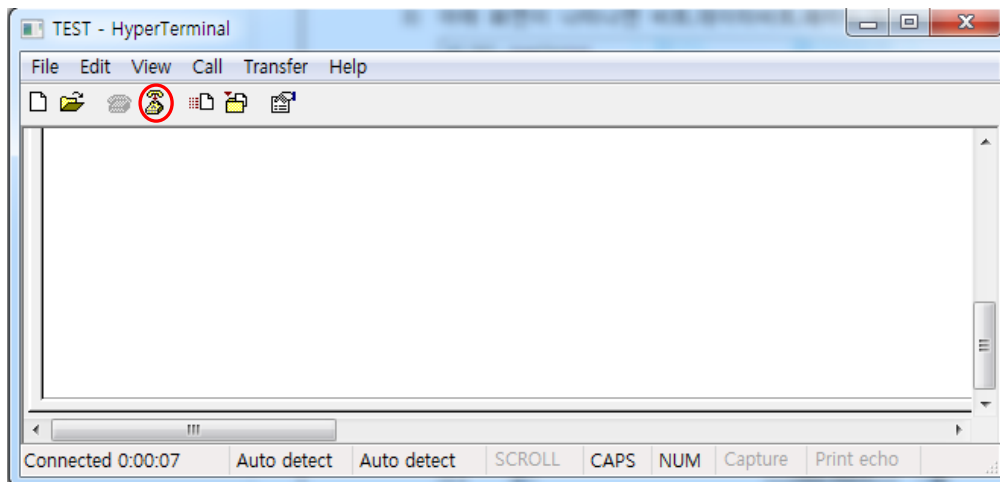 TEST - HyperTerminal
File Edit View Call Transfer Help
Connected 0:00:07 Auto detect Auto detect SCROLL CAPS NUM Capture Print echo